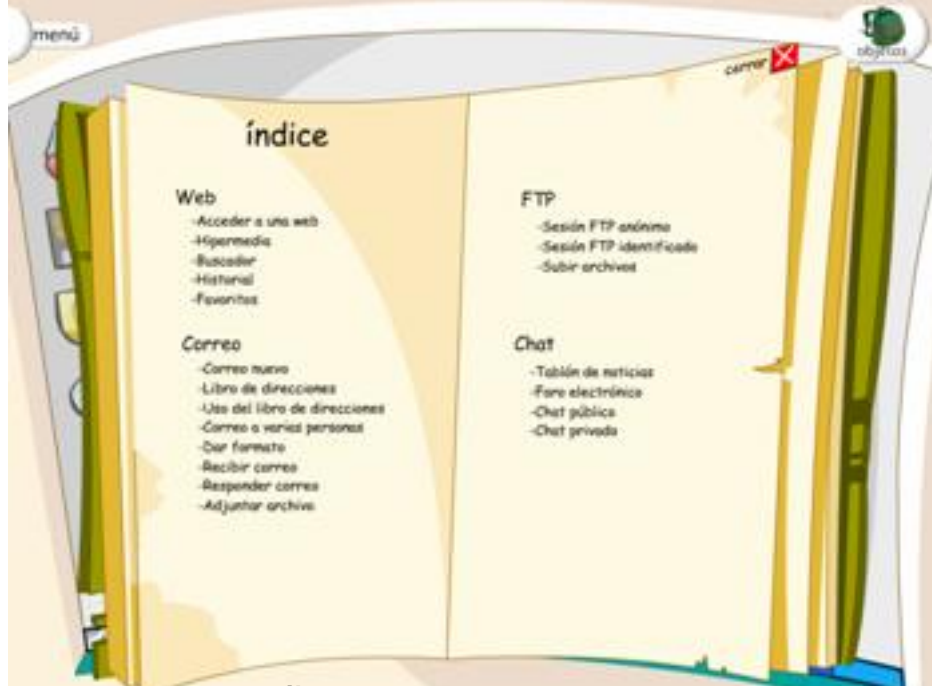 menú
objetos
cerrar
índice
Web
-Acceder a una web
-Hipermedia
-Buscador
-Historial
-Favoritos
Correo
-Correo nuevo
-Libro de direcciones
-Uso del libro de direcciones
-Correo a varias personas
-Dar formato
-Recibir correo
-Responder correo
-Adjuntar archivo
FTP
-Sesión FTP anónimo
-Sesión FTP identificado
-Subir archivos
Chat
-Tablón de noticias
-Foro electrónico
-Chat público
-Chat privado